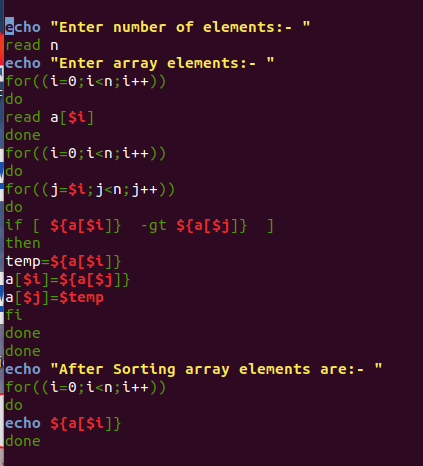 echo "Enter number of elements:- "
read n
echo "Enter array elements:- "
for((i=0;i<n;i++))
do
read a[$i]
done
for((i=0;i<n;i++))
do
for((j=$i;j<n;j++))
do
if [ ${a[$i]}  -gt ${a[$j]}  ]
then
temp=${a[$i]}
a[$i]=${a[$j]}
a[$j]=$temp
fi
done
done
echo "After Sorting array elements are:- "
for((i=0;i<n;i++))
do
echo ${a[$i]}
done